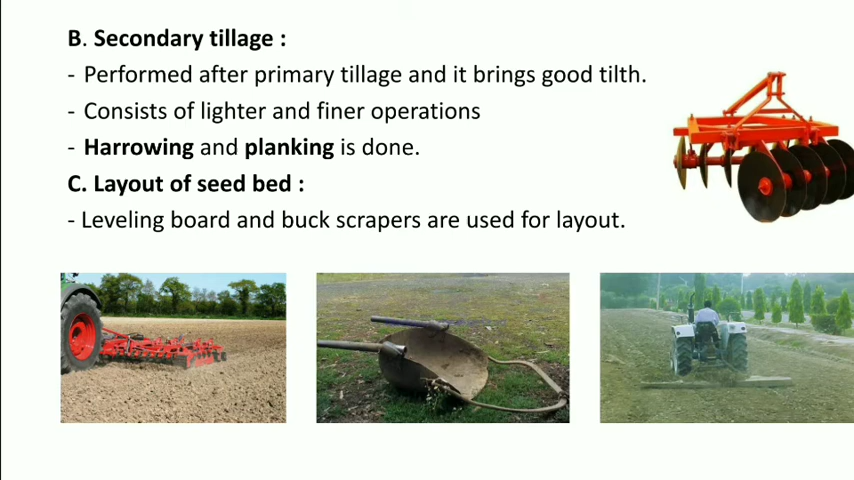 B. Secondary tillage :
- Performed after primary tillage and it brings good tilth.
- Consists of lighter and finer operations
- Harrowing and planking is done.
C. Layout of seed bed :
- Leveling board and buck scrapers are used for layout.